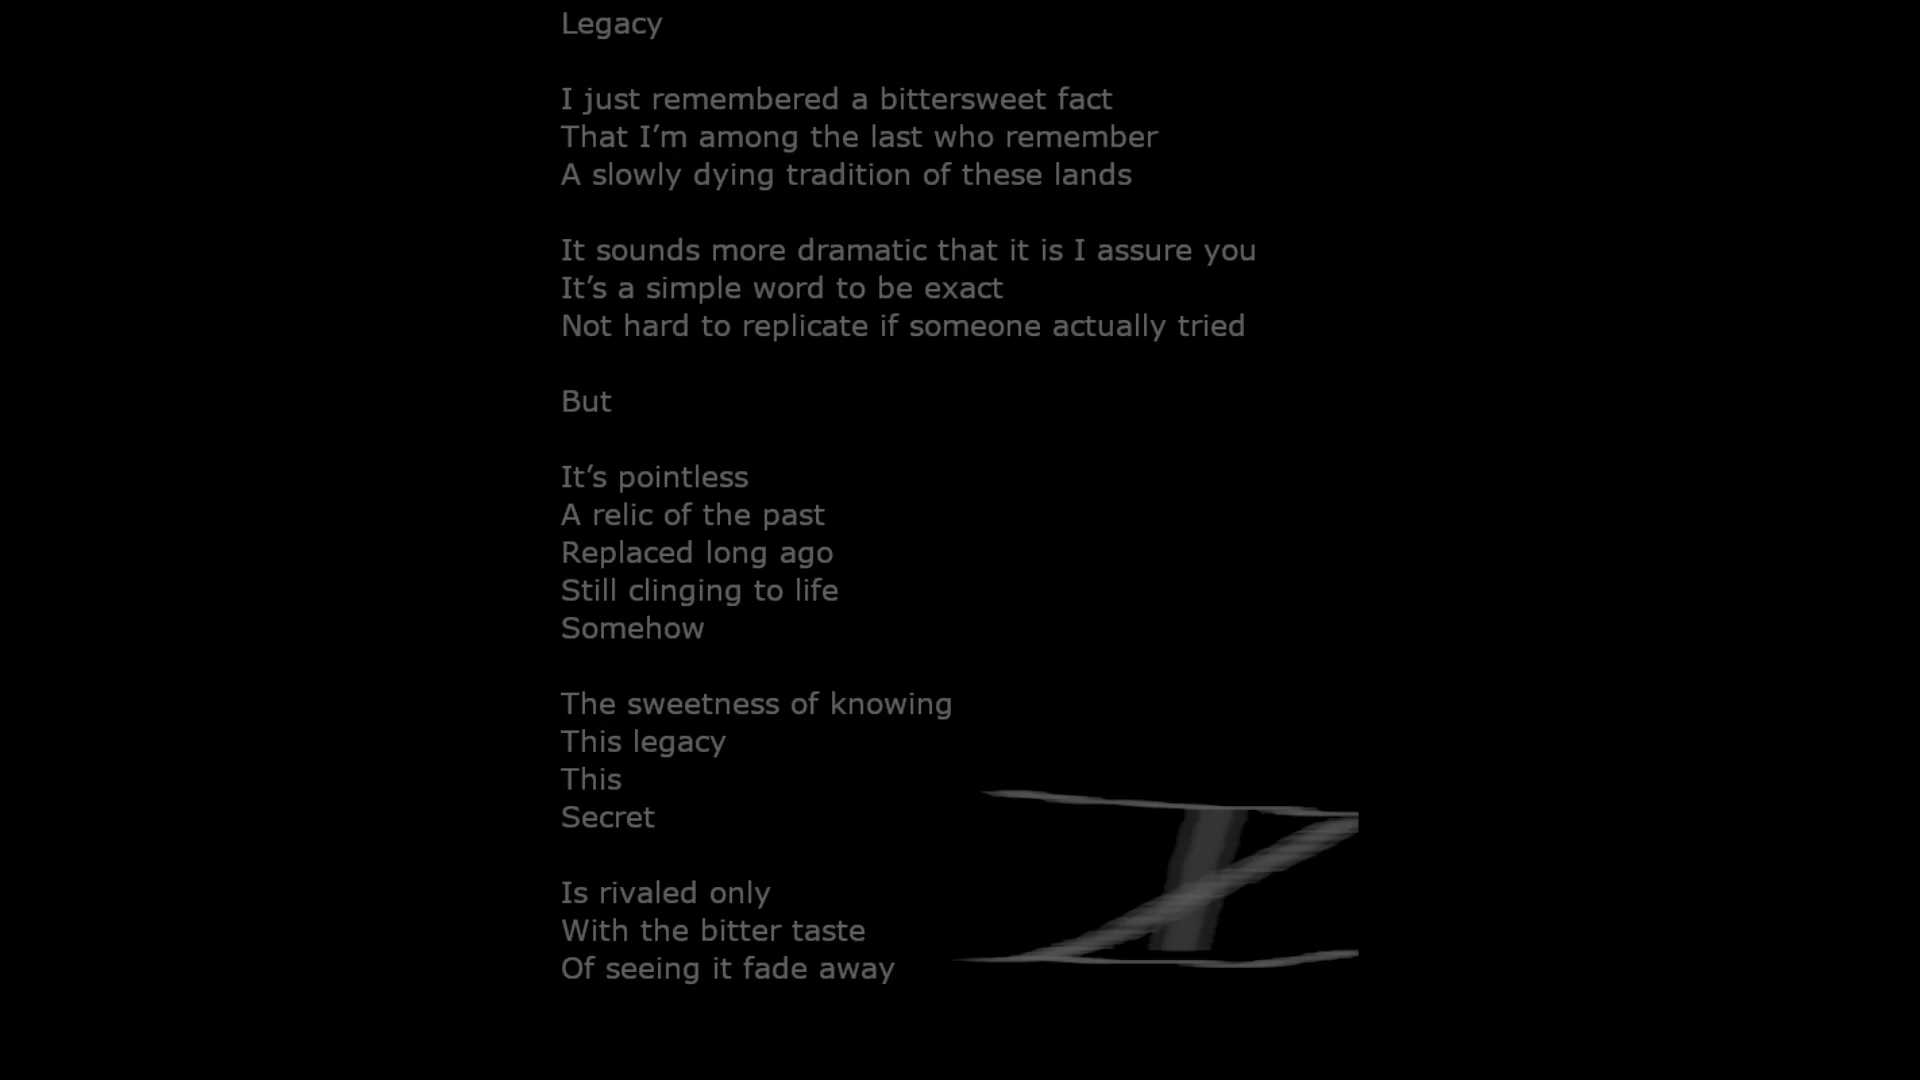 Legacy
I just remembered a bittersweet fact
That I’m among the last who remember
A slowly dying tradition of these lands
It sounds more dramatic that it is I assure you
It’s a simple word to be exact
Not hard to replicate if someone actually tried
But
It’s pointless
A relic of the past
Replaced long ago
Still clinging to life
Somehow
The sweetness of knowing
This legacy
This
Secret
Is rivaled only
With the bitter taste
Of seeing it fade away